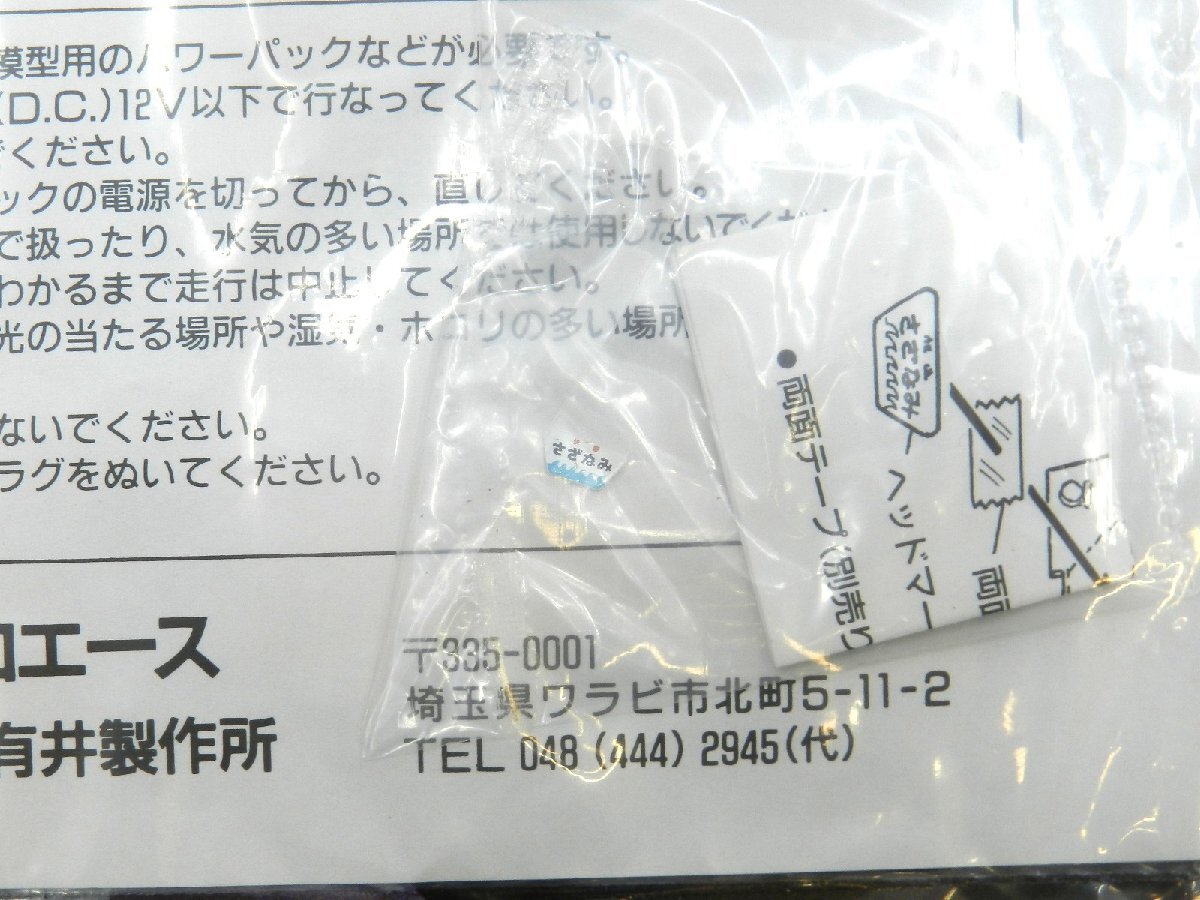 模型用のパワーパックなどが必要です。
(D.C.)12V以下で行なってください。
ください。
ックの電源を切ってから、直してください。
で扱ったり、水気の多い場所では使用しないでくだ
わかるまで走行は中止してください。
光の当たる場所や湿気・ホコリの多い場所
ないでください。
ラグをぬいてください。
さざなみ
さざなみ
ヘッドマー
●両面テープ(別売り
両面
エース
有井製作所
〒335-0001
埼玉県ワラビ市北町5-11-2
TEL 048 (444) 2945(代)